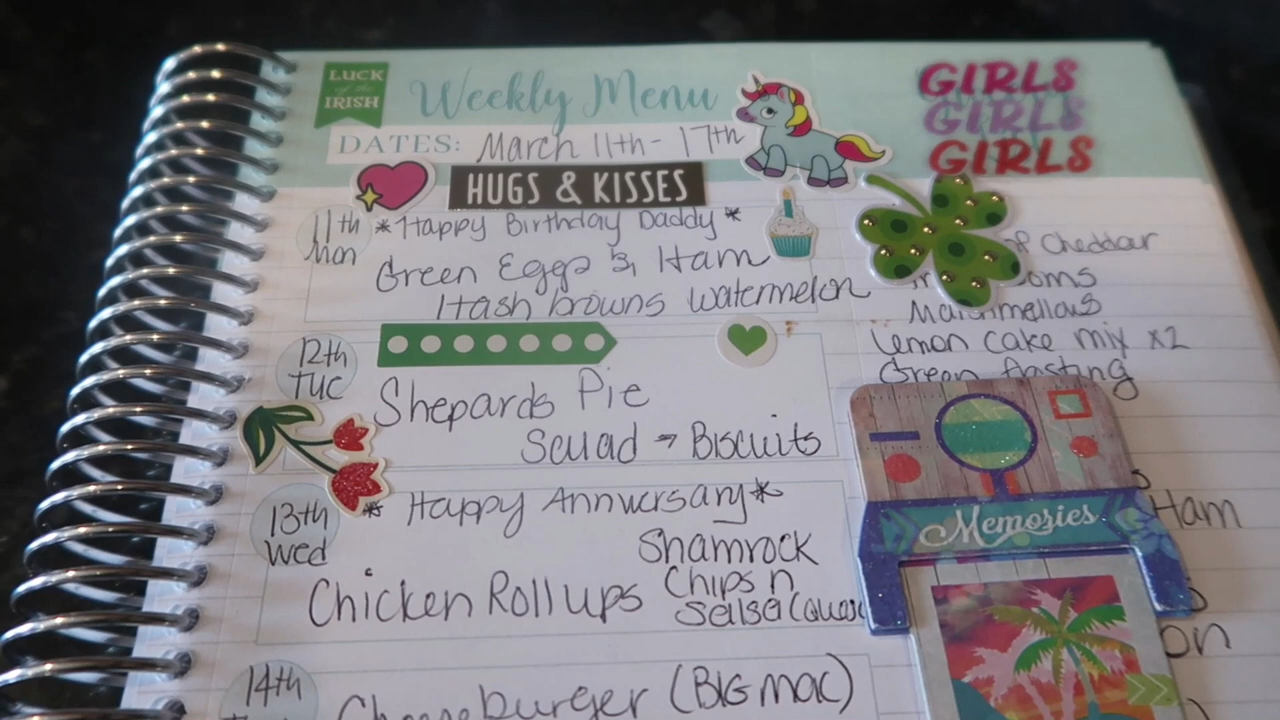 LUCK
of the
IRISH
Weekly Menu
DATES: March 11th - 17th
GIRLS
GIRLS
GIRLS
HUGS & KISSES
11th
Mon
*Happy Birthday Daddy*
Green Eggs & Ham
Hash browns watermelon
12th
Tue
Shepards Pie
Salad → Biscuits
13th
Wed
* Happy Anniversary*
Shamrock
Chicken Roll ups Chips n
Salsa
14th
Cheeseburger (BIG mac)
of Cheddar
Marshmellows
Lemon cake mix x2
Green frosting
Memories
Ham